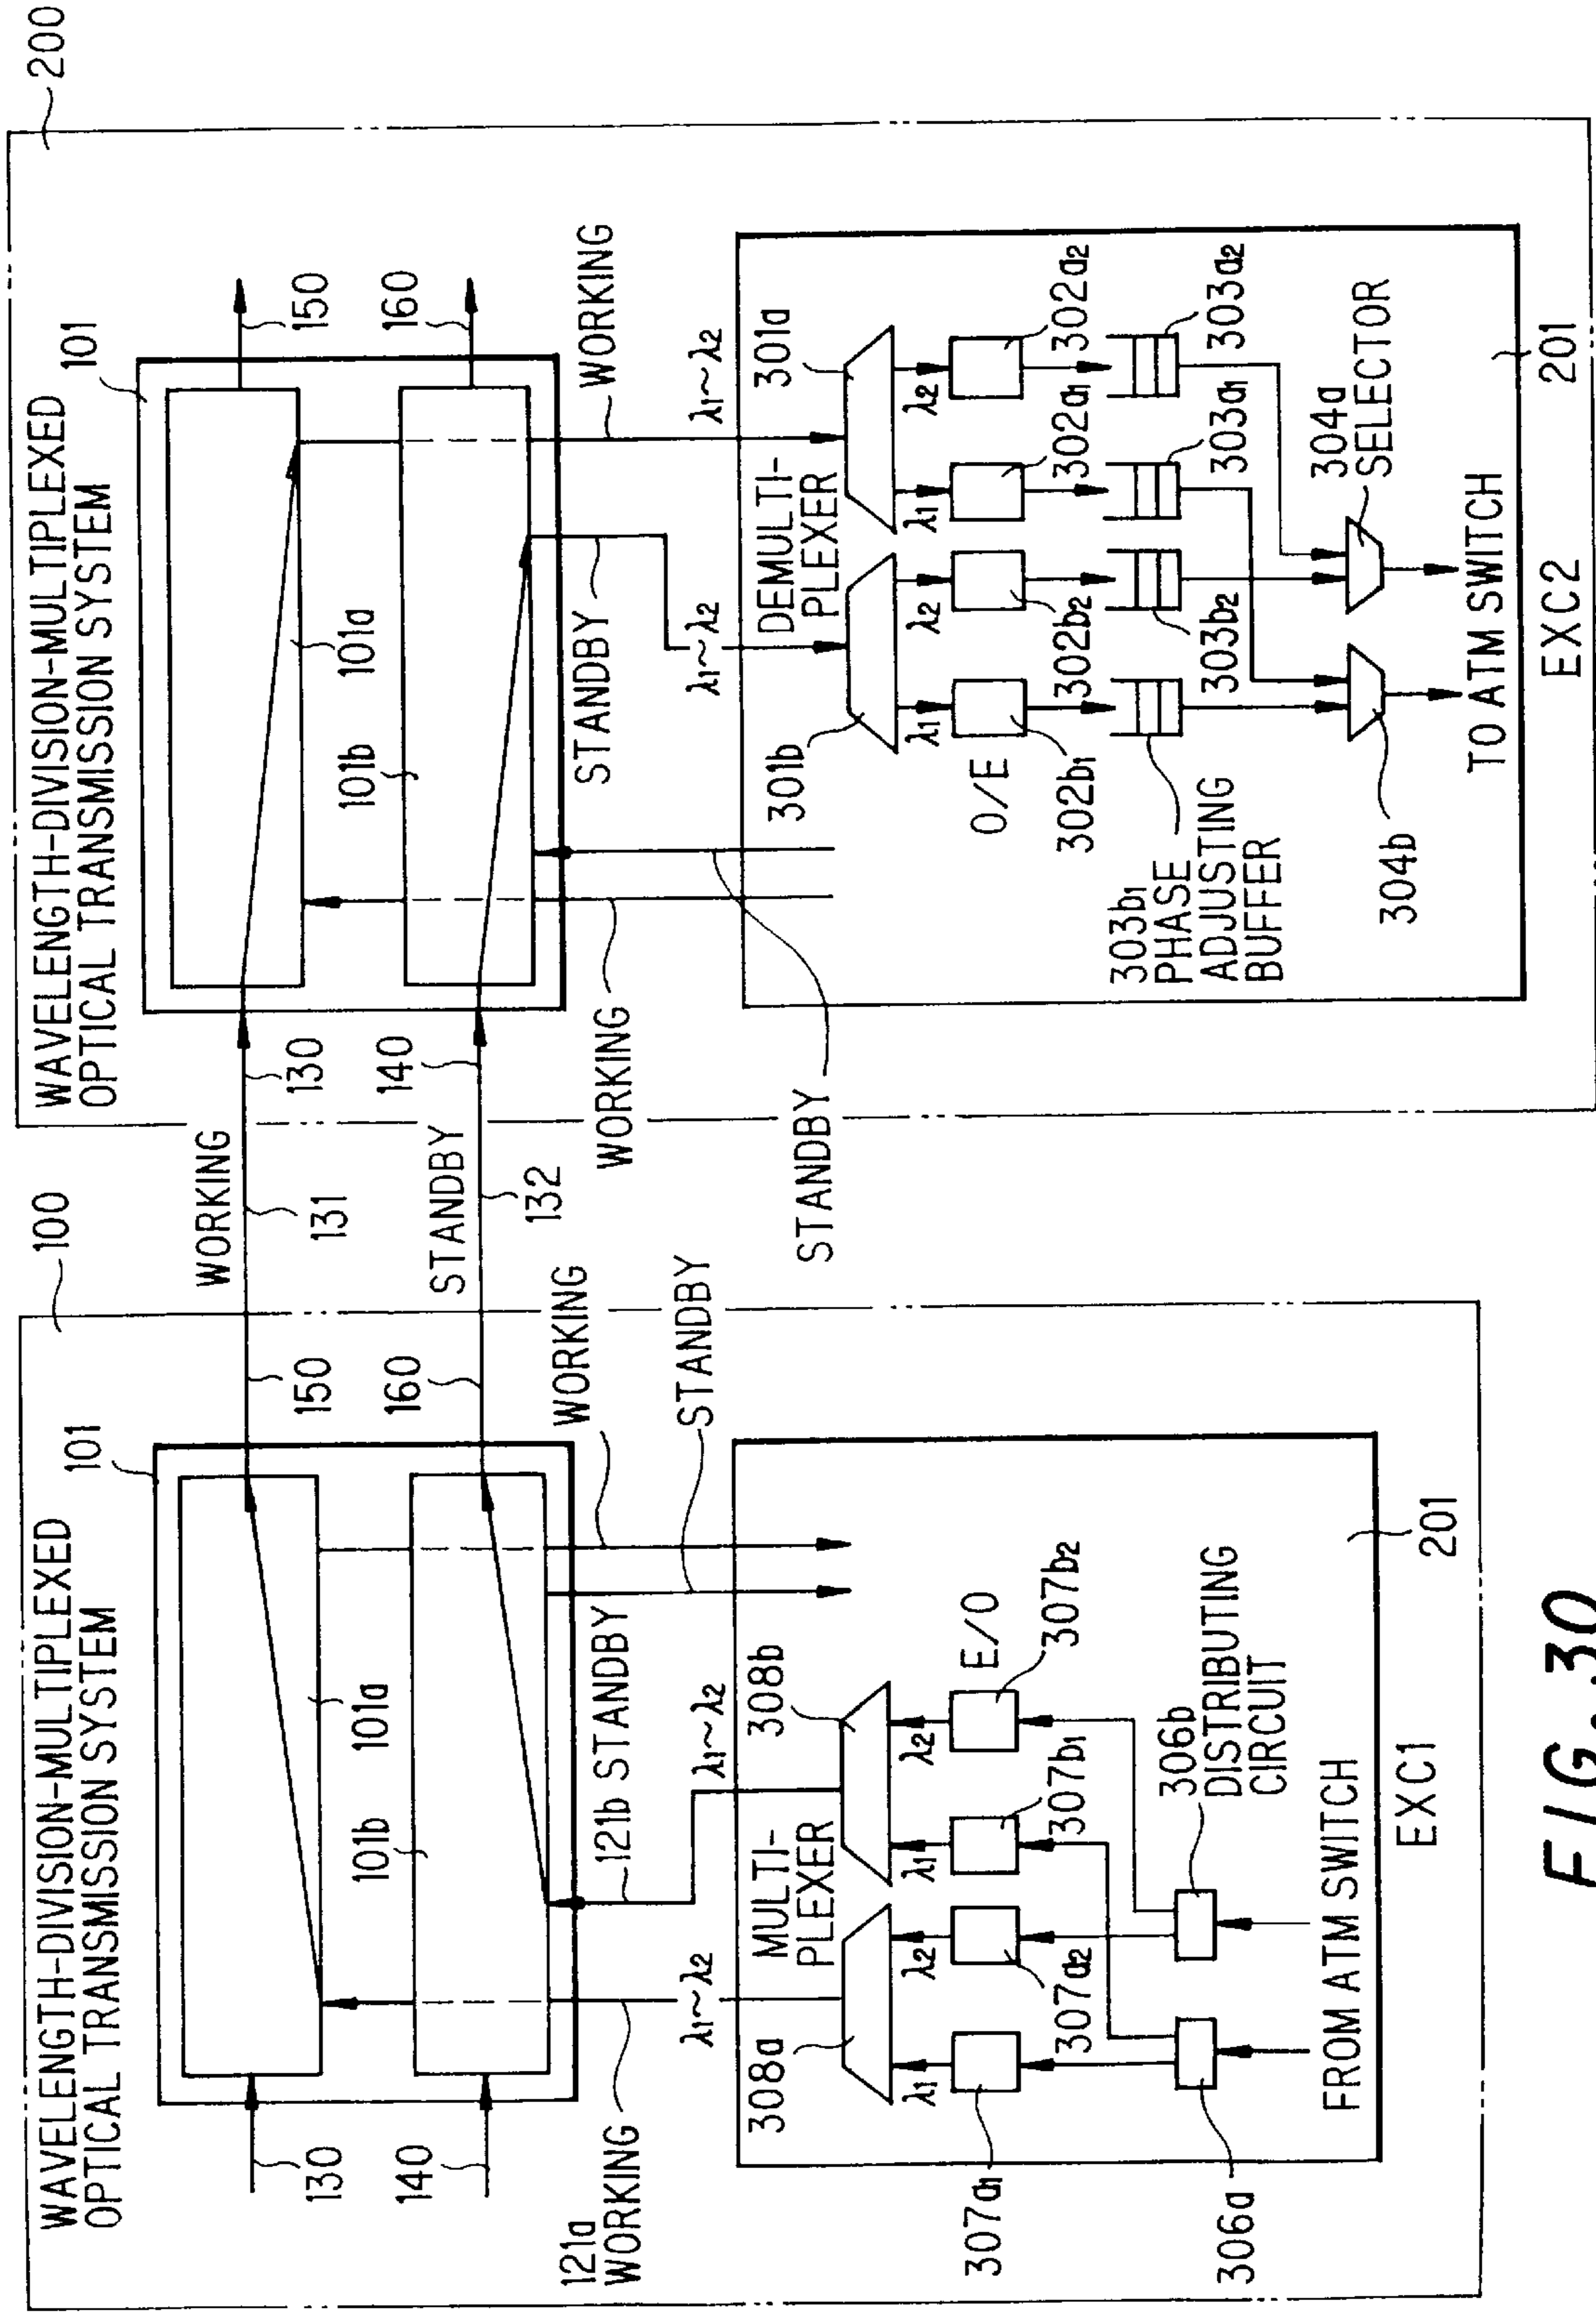 WAVELENGTH-DIVISION-MULTIPLEXED
OPTICAL TRANSMISSION SYSTEM
101
100
130
140
101a
101b
150
160
WORKING
131
STANDBY
132
121a
WORKING
121b STANDBY
WORKING
STANDBY
λ1~λ2
λ1~λ2
308a
MULTI-
PLEXER
308b
λ1
λ2
λ1
λ2
307a1
307a2
307b1
E/O
307b2
306a
306b
DISTRIBUTING
CIRCUIT
FROM ATM SWITCH
201
EXC1
WAVELENGTH-DIVISION-MULTIPLEXED
OPTICAL TRANSMISSION SYSTEM
101
200
130
140
101a
101b
150
160
WORKING
STANDBY
STANDBY
WORKING
λ1~λ2
λ1~λ2
301b
DEMULTI-
PLEXER
301a
λ1
λ2
λ1
λ2
O/E
302b1
302b2
302a1
302a2
303b1
PHASE
ADJUSTING
BUFFER
303b2
303a1
303a2
304b
304a
SELECTOR
TO ATM SWITCH
201
EXC2
FIG. 30